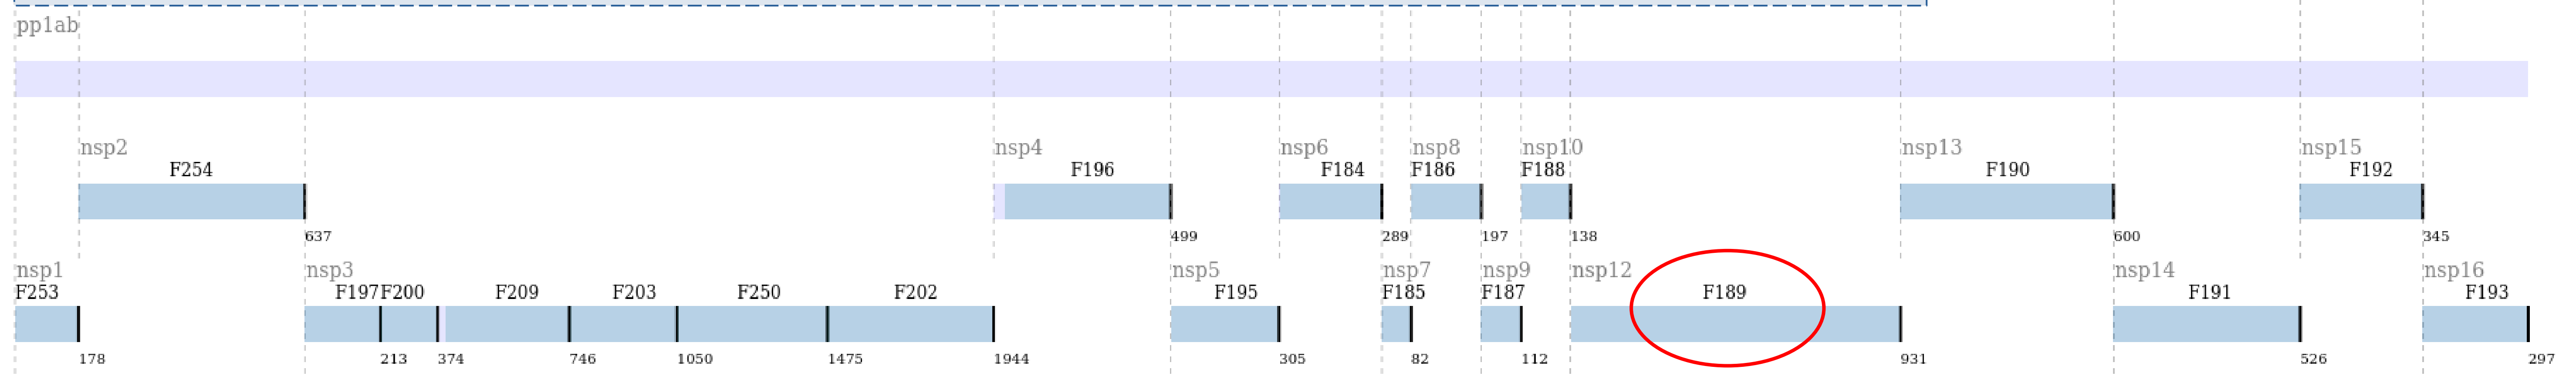 pp1ab
nsp2 nsp4 nsp6 nsp8 nsp10 nsp13 nsp15
F254 F196 F184 F186 F188 F190 F192
637 499 289 197 138 600 345
nsp1 nsp3 nsp5 nsp7 nsp9 nsp12 nsp14 nsp16
F253 F197 F200 F209 F203 F250 F202 F195 F185 F187 F189 F191 F193
178 213 374 746 1050 1475 1944 305 82 112 931 526 297